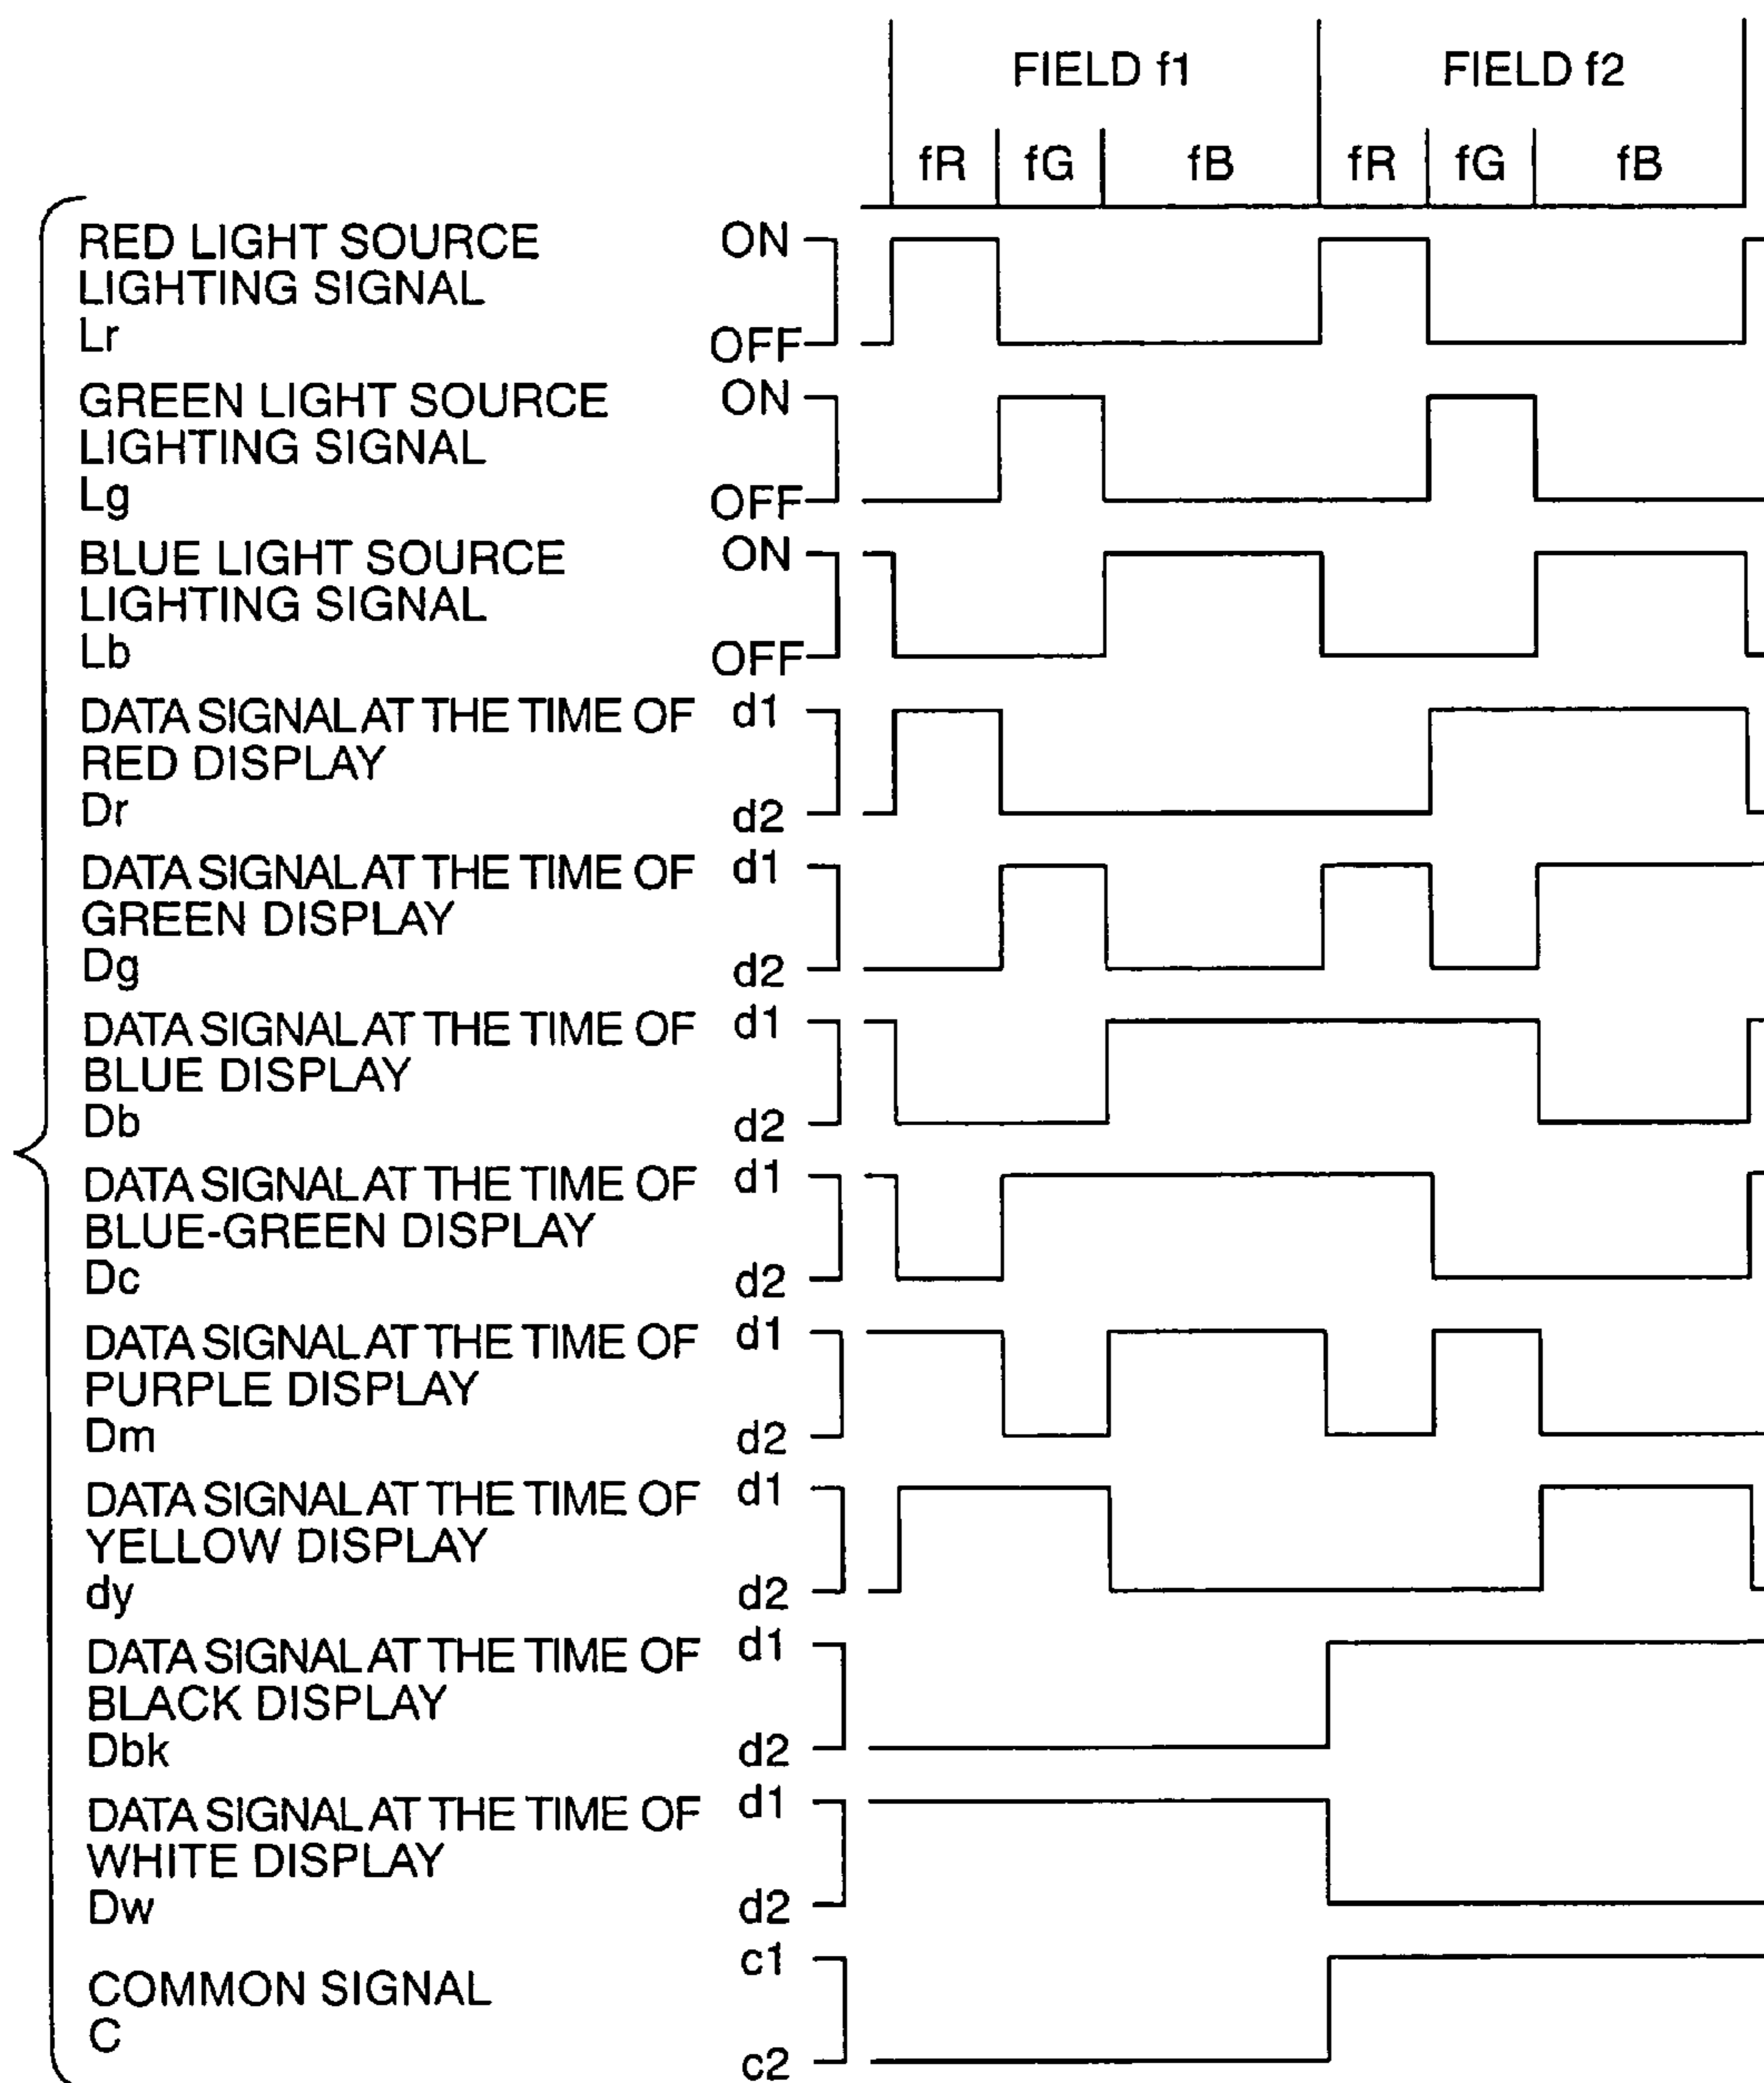 FIELD f1 FIELD f2
fR fG fB fR fG fB
RED LIGHT SOURCE ON
LIGHTING SIGNAL
Lr OFF
GREEN LIGHT SOURCE ON
LIGHTING SIGNAL
Lg OFF
BLUE LIGHT SOURCE ON
LIGHTING SIGNAL
Lb OFF
DATA SIGNAL AT THE TIME OF d1
RED DISPLAY
Dr d2
DATA SIGNAL AT THE TIME OF d1
GREEN DISPLAY
Dg d2
DATA SIGNAL AT THE TIME OF d1
BLUE DISPLAY
Db d2
DATA SIGNAL AT THE TIME OF d1
BLUE-GREEN DISPLAY
Dc d2
DATA SIGNAL AT THE TIME OF d1
PURPLE DISPLAY
Dm d2
DATA SIGNAL AT THE TIME OF d1
YELLOW DISPLAY
dy d2
DATA SIGNAL AT THE TIME OF d1
BLACK DISPLAY
Dbk d2
DATA SIGNAL AT THE TIME OF d1
WHITE DISPLAY
Dw d2
c1
COMMON SIGNAL
C
c2